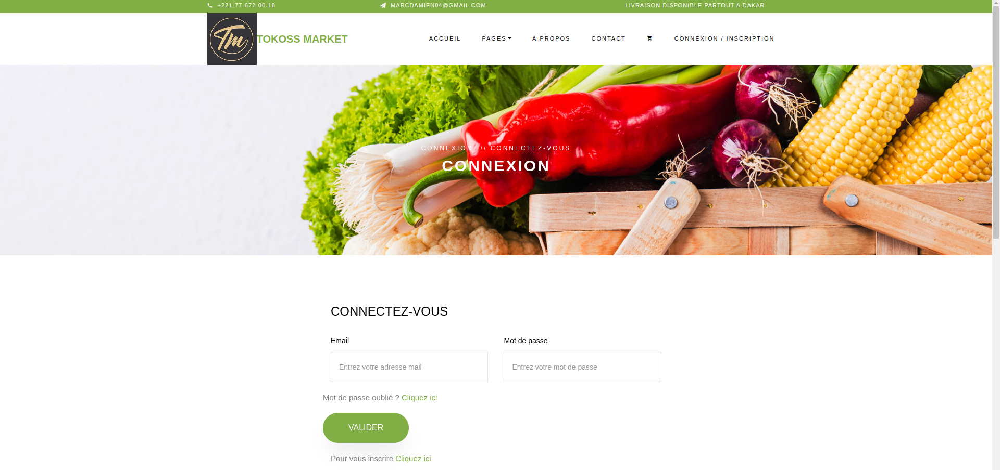 +221-77-672-00-18 MARCDAMIEN04@GMAIL.COM LIVRAISON DISPONIBLE PARTOUT A DAKAR
Tm TOKOSS MARKET ACCUEIL PAGES À PROPOS CONTACT CONNEXION / INSCRIPTION
CONNEXION // CONNECTEZ-VOUS
CONNEXION
CONNECTEZ-VOUS
Email Mot de passe
Entrez votre adresse mail Entrez votre mot de passe
Mot de passe oublié ? Cliquez ici
VALIDER
Pour vous inscrire Cliquez ici